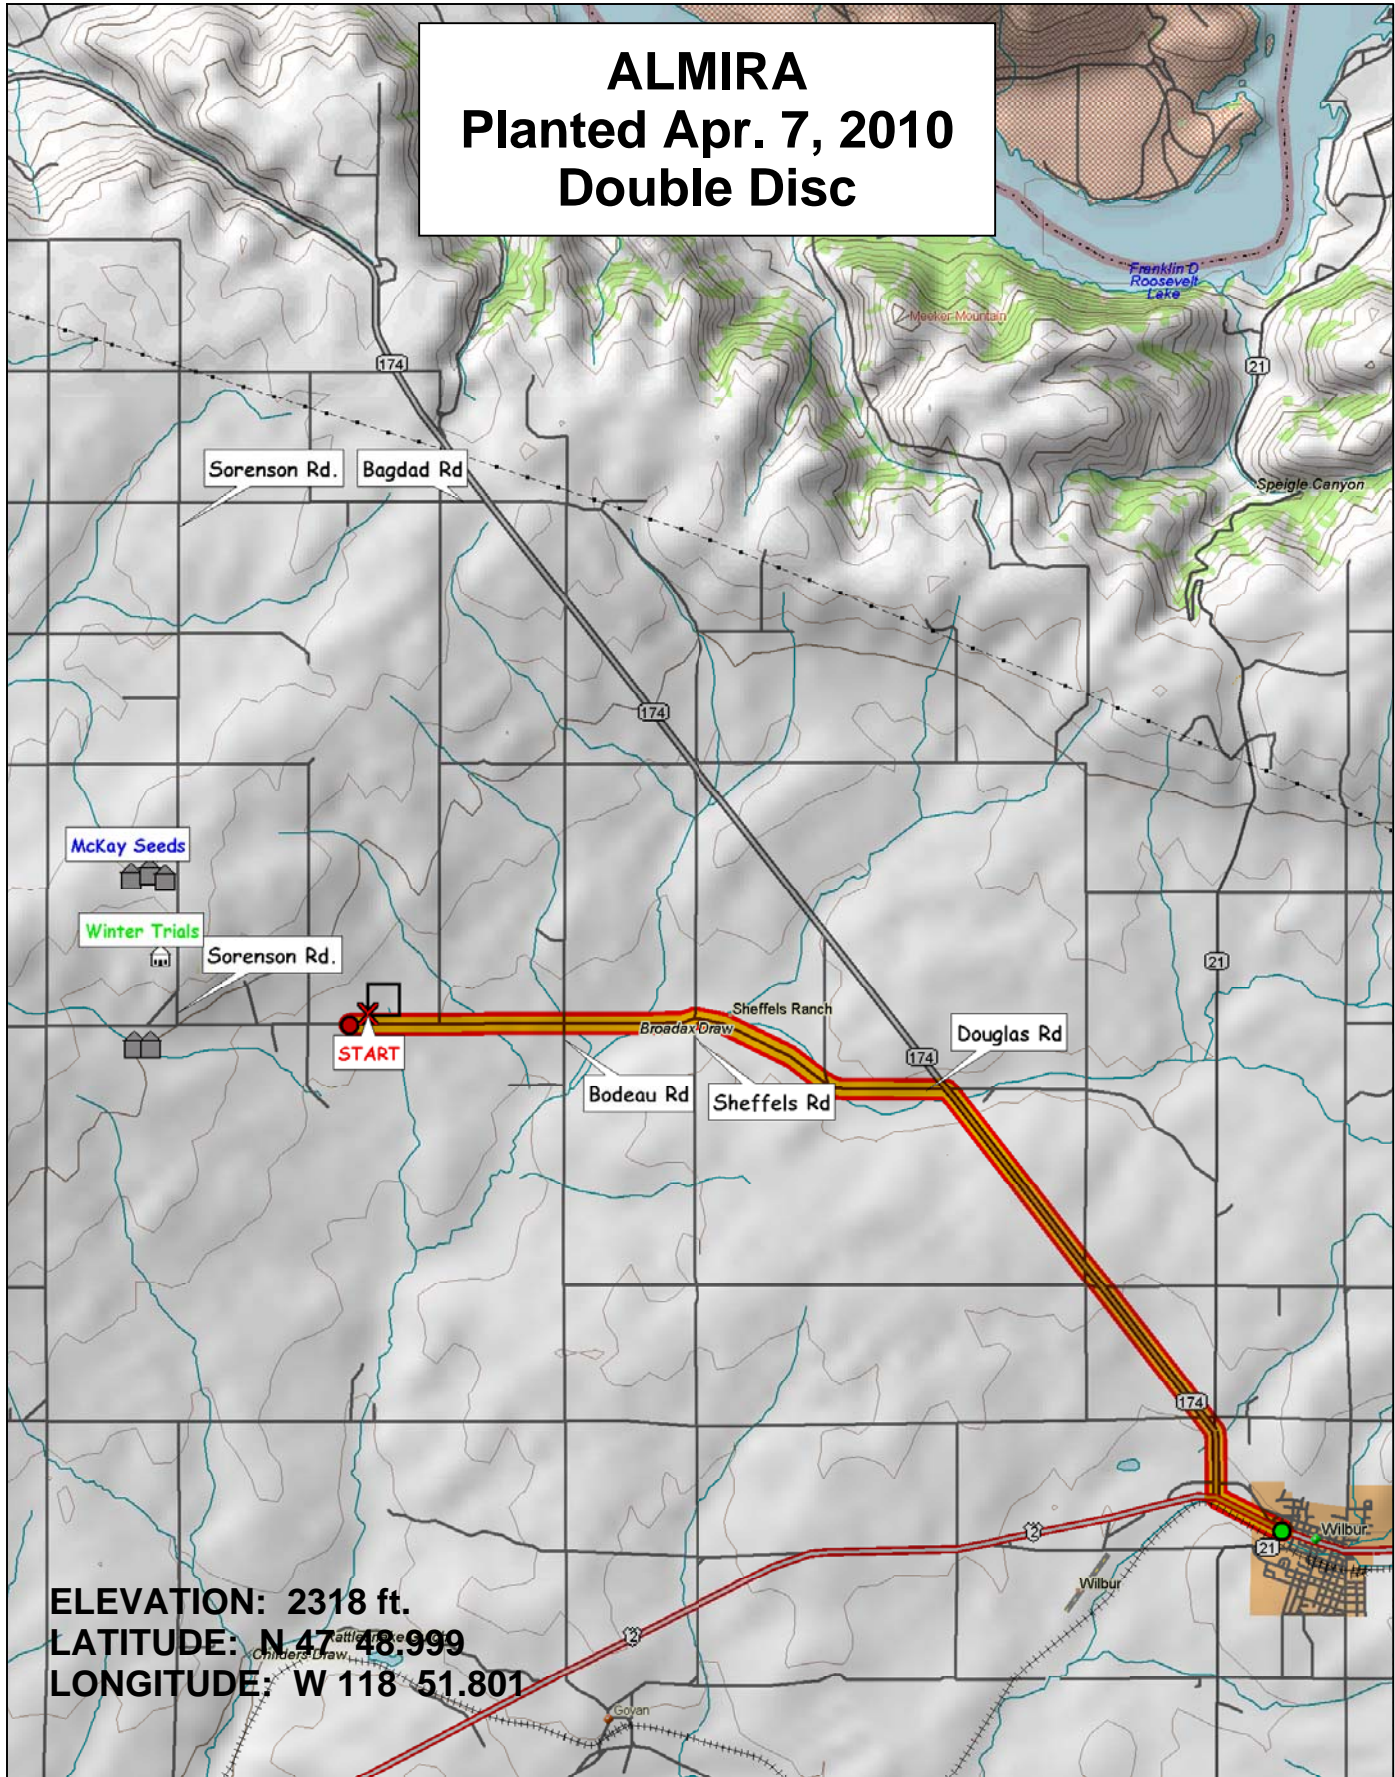 ALMIRA
Planted Apr. 7, 2010
Double Disc
Franklin D
Roosevelt
Lake
Meeker Mountain
174
21
Sorenson Rd.
Bagdad Rd
Speigle Canyon
174
McKay Seeds
Winter Trials
Sorenson Rd.
21
Sheffels Ranch
Broadax Draw
START
174
Douglas Rd
Bodeau Rd
Sheffels Rd
174
2
Wilbur
21
Wilbur
ELEVATION: 2318 ft.
LATITUDE: N 47 48.999
Childers Draw
LONGITUDE: W 118 51.801
2
Govan